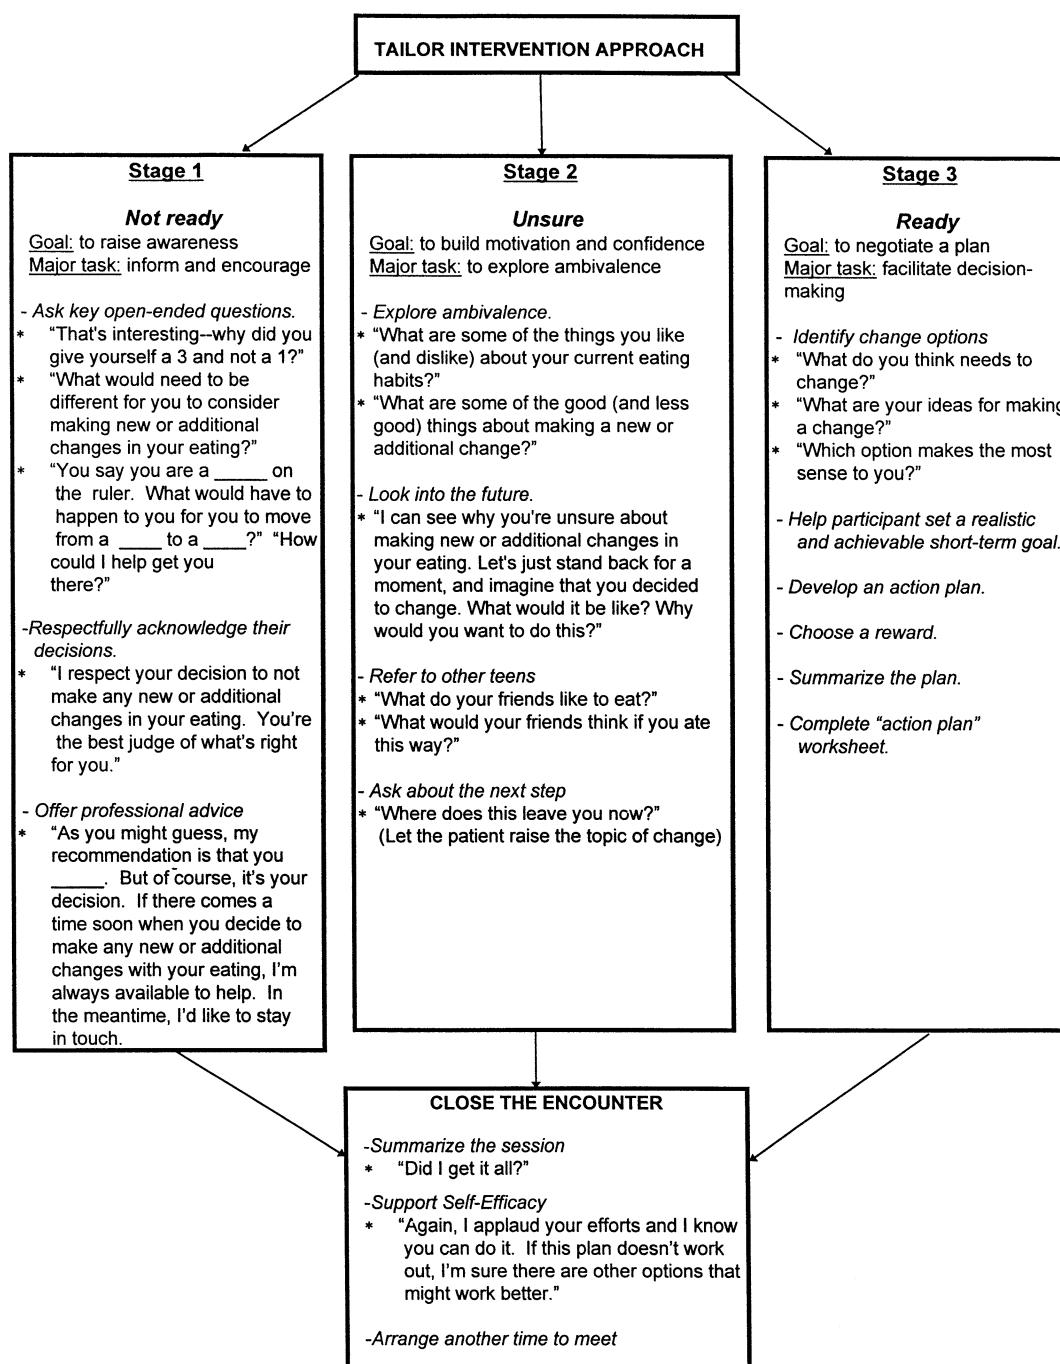 TAILOR INTERVENTION APPROACH
Stage 1
Not ready
Goal: to raise awareness
Major task: inform and encourage
- Ask key open-ended questions.
* “That's interesting--why did you
give yourself a 3 and not a 1?”
* “What would need to be
different for you to consider
making new or additional
changes in your eating?”
* “You say you are a _____ on
the ruler. What would have to
happen to you for you to move
from a ____ to a ____?” “How
could I help get you
there?”
-Respectfully acknowledge their
decisions.
* “I respect your decision to not
make any new or additional
changes in your eating. You're
the best judge of what's right
for you.”
- Offer professional advice
* “As you might guess, my
recommendation is that you
_____. But of course, it's your
decision. If there comes a
time soon when you decide to
make any new or additional
changes with your eating, I'm
always available to help. In
the meantime, I'd like to stay
in touch.
Stage 2
Unsure
Goal: to build motivation and confidence
Major task: to explore ambivalence
- Explore ambivalence.
* “What are some of the things you like
(and dislike) about your current eating
habits?”
* “What are some of the good (and less
good) things about making a new or
additional change?”
- Look into the future.
* “I can see why you're unsure about
making new or additional changes in
your eating. Let's just stand back for a
moment, and imagine that you decided
to change. What would it be like? Why
would you want to do this?”
- Refer to other teens
* “What do your friends like to eat?”
* “What would your friends think if you ate
this way?”
- Ask about the next step
* “Where does this leave you now?”
(Let the patient raise the topic of change)
Stage 3
Ready
Goal: to negotiate a plan
Major task: facilitate decision-
making
- Identify change options
* “What do you think needs to
change?”
* “What are your ideas for making
a change?”
* “Which option makes the most
sense to you?”
- Help participant set a realistic
and achievable short-term goal.
- Develop an action plan.
- Choose a reward.
- Summarize the plan.
- Complete “action plan”
worksheet.
CLOSE THE ENCOUNTER
-Summarize the session
* “Did I get it all?”
-Support Self-Efficacy
* “Again, I applaud your efforts and I know
you can do it. If this plan doesn't work
out, I'm sure there are other options that
might work better.”
-Arrange another time to meet